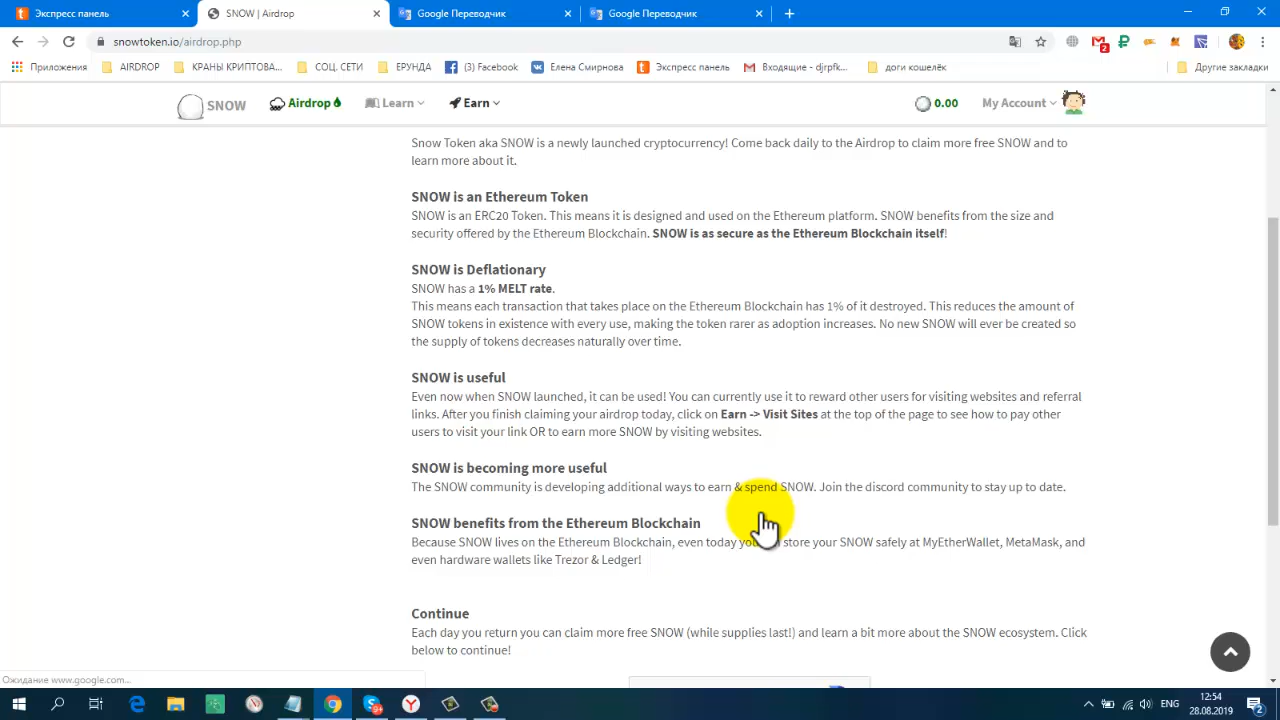 Экспресс панель
SNOW | Airdrop
Google Переводчик
Google Переводчик
snowtoken.io/airdrop.php
2
Приложения
AIRDROP
КРАНЫ КРИПТОВА...
СОЦ. СЕТИ
ЕРУНДА
(3) Facebook
Елена Смирнова
Экспресс панель
Входящие - djrpfk...
доги кошелёк
Другие закладки
SNOW
Airdrop
Learn
Earn
0.00
My Account
Snow Token aka SNOW is a newly launched cryptocurrency! Come back daily to the Airdrop to claim more free SNOW and to
learn more about it.
SNOW is an Ethereum Token
SNOW is an ERC20 Token. This means it is designed and used on the Ethereum platform. SNOW benefits from the size and
security offered by the Ethereum Blockchain. SNOW is as secure as the Ethereum Blockchain itself!
SNOW is Deflationary
SNOW has a 1% MELT rate.
This means each transaction that takes place on the Ethereum Blockchain has 1% of it destroyed. This reduces the amount of
SNOW tokens in existence with every use, making the token rarer as adoption increases. No new SNOW will ever be created so
the supply of tokens decreases naturally over time.
SNOW is useful
Even now when SNOW launched, it can be used! You can currently use it to reward other users for visiting websites and referral
links. After you finish claiming your airdrop today, click on Earn -> Visit Sites at the top of the page to see how to pay other
users to visit your link OR to earn more SNOW by visiting websites.
SNOW is becoming more useful
The SNOW community is developing additional ways to earn & spend SNOW. Join the discord community to stay up to date.
SNOW benefits from the Ethereum Blockchain
Because SNOW lives on the Ethereum Blockchain, even today store your SNOW safely at MyEtherWallet, MetaMask, and
even hardware wallets like Trezor & Ledger!
Continue
Each day you return you can claim more free SNOW (while supplies last!) and learn a bit more about the SNOW ecosystem. Click
below to continue!
Ожидание www.google.com...
ENG
12:54
28.08.2019
2